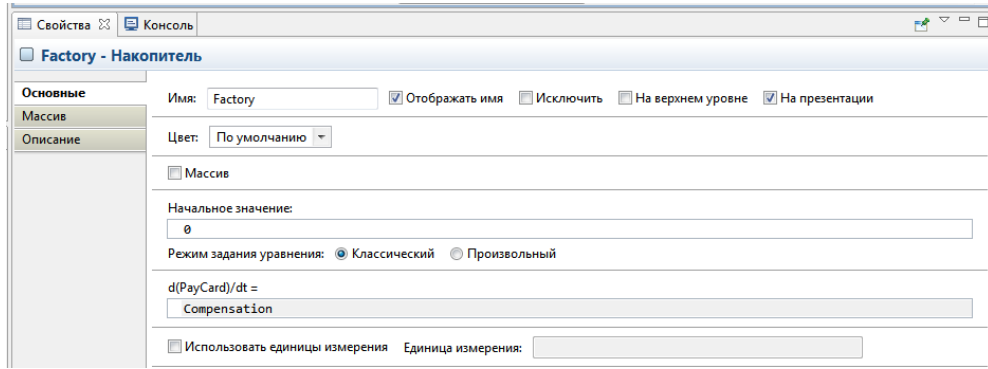 Свойства Консоль
Factory - Накопитель
Основные
Массив
Описание
Имя: Factory Отображать имя Исключить На верхнем уровне На презентации
Цвет: По умолчанию
Массив
Начальное значение:
0
Режим задания уравнения: Классический Произвольный
d(PayCard)/dt =
Compensation
Использовать единицы измерения Единица измерения: